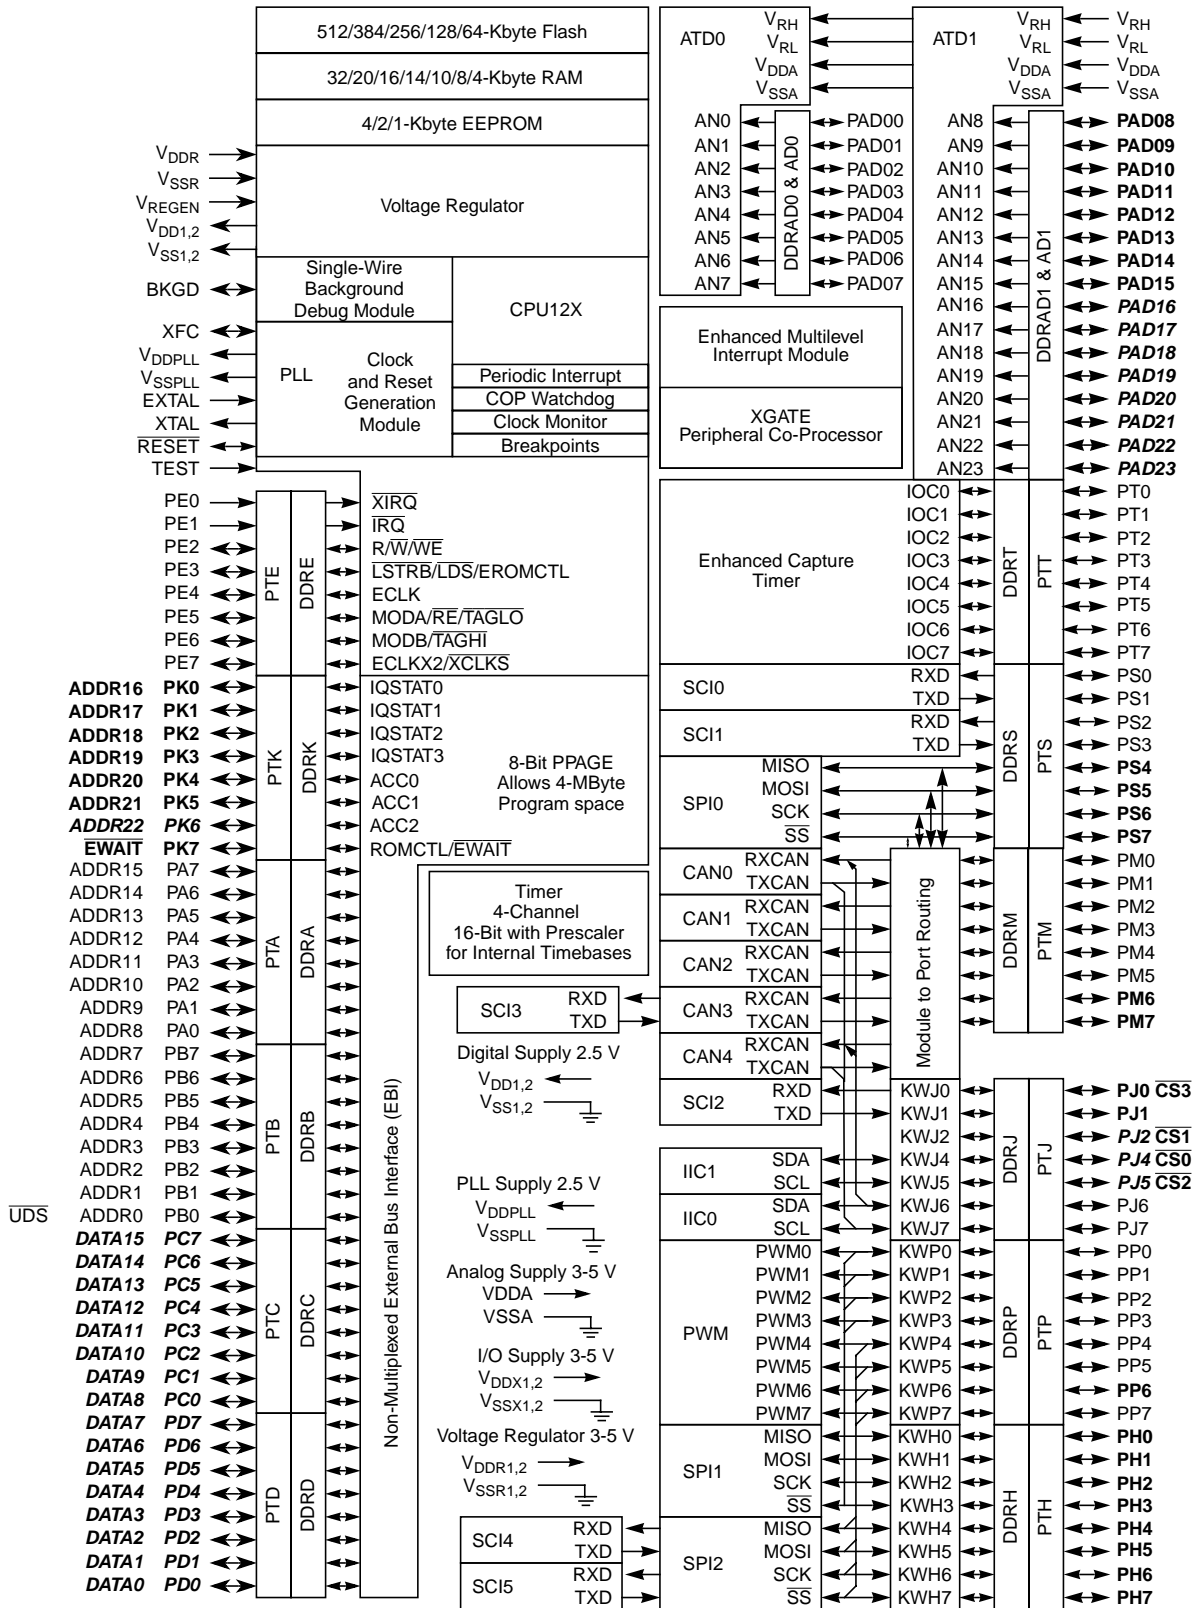 512/384/256/128/64-Kbyte Flash
32/20/16/14/10/8/4-Kbyte RAM
4/2/1-Kbyte EEPROM
VDDR
VSSR
VREGEN
VDD1,2
VSS1,2
Voltage Regulator
BKGD
Single-Wire
Background
Debug Module
CPU12X
XFC
VDDPLL
VSSPLL
EXTAL
XTAL
RESET
TEST
PLL
Clock
and Reset
Generation
Module
Periodic Interrupt
COP Watchdog
Clock Monitor
Breakpoints
PE0
PE1
PE2
PE3
PE4
PE5
PE6
PE7
PTE
DDRE
XIRQ
IRQ
R/W/WE
LSTRB/LDS/EROMCTL
ECLK
MODA/RE/TAGLO
MODB/TAGHI
ECLKX2/XCLKS
ADDR16 PK0
ADDR17 PK1
ADDR18 PK2
ADDR19 PK3
ADDR20 PK4
ADDR21 PK5
ADDR22 PK6
EWAIT PK7
PTK
DDRK
IQSTAT0
IQSTAT1
IQSTAT2
IQSTAT3
ACC0
ACC1
ACC2
ROMCTL/EWAIT
8-Bit PPAGE
Allows 4-MByte
Program space
ADDR15 PA7
ADDR14 PA6
ADDR13 PA5
ADDR12 PA4
ADDR11 PA3
ADDR10 PA2
ADDR9 PA1
ADDR8 PA0
PTA
DDRA
ADDR7 PB7
ADDR6 PB6
ADDR5 PB5
ADDR4 PB4
ADDR3 PB3
ADDR2 PB2
ADDR1 PB1
UDS ADDR0 PB0
PTB
DDRB
DATA15 PC7
DATA14 PC6
DATA13 PC5
DATA12 PC4
DATA11 PC3
DATA10 PC2
DATA9 PC1
DATA8 PC0
PTC
DDRC
DATA7 PD7
DATA6 PD6
DATA5 PD5
DATA4 PD4
DATA3 PD3
DATA2 PD2
DATA1 PD1
DATA0 PD0
PTD
DDRD
Non-Multiplexed External Bus Interface (EBI)
Timer
4-Channel
16-Bit with Prescaler
for Internal Timebases
SCI3
RXD
TXD
Digital Supply 2.5 V
VDD1,2
VSS1,2
PLL Supply 2.5 V
VDDPLL
VSSPLL
Analog Supply 3-5 V
VDDA
VSSA
I/O Supply 3-5 V
VDDX1,2
VSSX1,2
Voltage Regulator 3-5 V
VDDR1,2
VSSR1,2
SCI4
RXD
TXD
SCI5
RXD
TXD
ATD0
VRH
VRL
VDDA
VSSA
AN0
AN1
AN2
AN3
AN4
AN5
AN6
AN7
DDRAD0 & AD0
PAD00
PAD01
PAD02
PAD03
PAD04
PAD05
PAD06
PAD07
ATD1
VRH
VRL
VDDA
VSSA
VRH
VRL
VDDA
VSSA
AN8
AN9
AN10
AN11
AN12
AN13
AN14
AN15
AN16
AN17
AN18
AN19
AN20
AN21
AN22
AN23
DDRAD1 & AD1
PAD08
PAD09
PAD10
PAD11
PAD12
PAD13
PAD14
PAD15
PAD16
PAD17
PAD18
PAD19
PAD20
PAD21
PAD22
PAD23
Enhanced Multilevel
Interrupt Module
XGATE
Peripheral Co-Processor
Enhanced Capture
Timer
IOC0
IOC1
IOC2
IOC3
IOC4
IOC5
IOC6
IOC7
DDRT
PTT
PT0
PT1
PT2
PT3
PT4
PT5
PT6
PT7
SCI0
RXD
TXD
SCI1
RXD
TXD
SPI0
MISO
MOSI
SCK
SS
DDRS
PTS
PS0
PS1
PS2
PS3
PS4
PS5
PS6
PS7
CAN0
RXCAN
TXCAN
CAN1
RXCAN
TXCAN
CAN2
RXCAN
TXCAN
CAN3
RXCAN
TXCAN
CAN4
RXCAN
TXCAN
Module to Port Routing
DDRM
PTM
PM0
PM1
PM2
PM3
PM4
PM5
PM6
PM7
SCI2
RXD
TXD
IIC1
SDA
SCL
IIC0
SDA
SCL
KWJ0
KWJ1
KWJ2
KWJ4
KWJ5
KWJ6
KWJ7
DDRJ
PTJ
PJ0 CS3
PJ1
PJ2 CS1
PJ4 CS0
PJ5 CS2
PJ6
PJ7
PWM
PWM0
PWM1
PWM2
PWM3
PWM4
PWM5
PWM6
PWM7
KWP0
KWP1
KWP2
KWP3
KWP4
KWP5
KWP6
KWP7
DDRP
PTP
PP0
PP1
PP2
PP3
PP4
PP5
PP6
PP7
SPI1
MISO
MOSI
SCK
SS
SPI2
MISO
MOSI
SCK
SS
KWH0
KWH1
KWH2
KWH3
KWH4
KWH5
KWH6
KWH7
DDRH
PTH
PH0
PH1
PH2
PH3
PH4
PH5
PH6
PH7